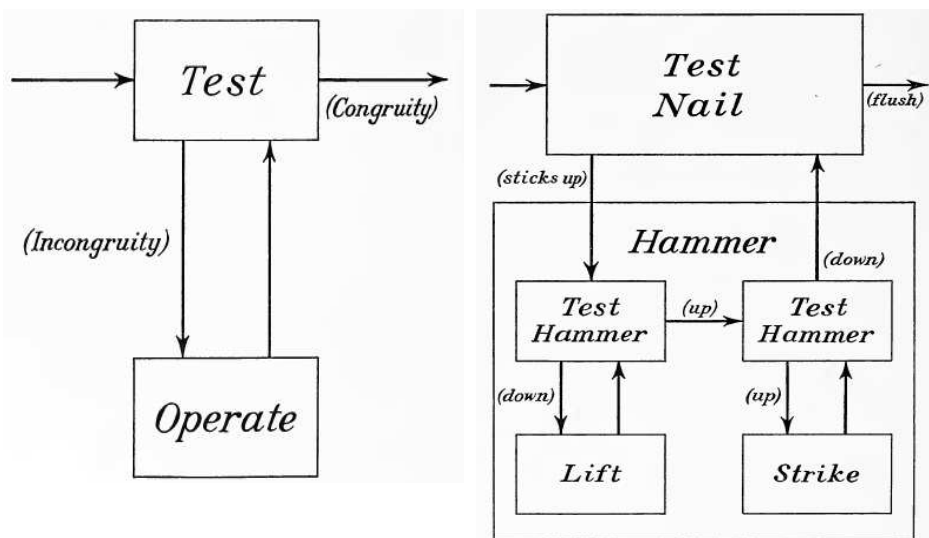 Test
(Congruity)
(Incongruity)
Operate
Test
Nail
(flush)
(sticks up)
Hammer
(down)
Test
Hammer
(up)
Test
Hammer
(down)
(up)
Lift
Strike